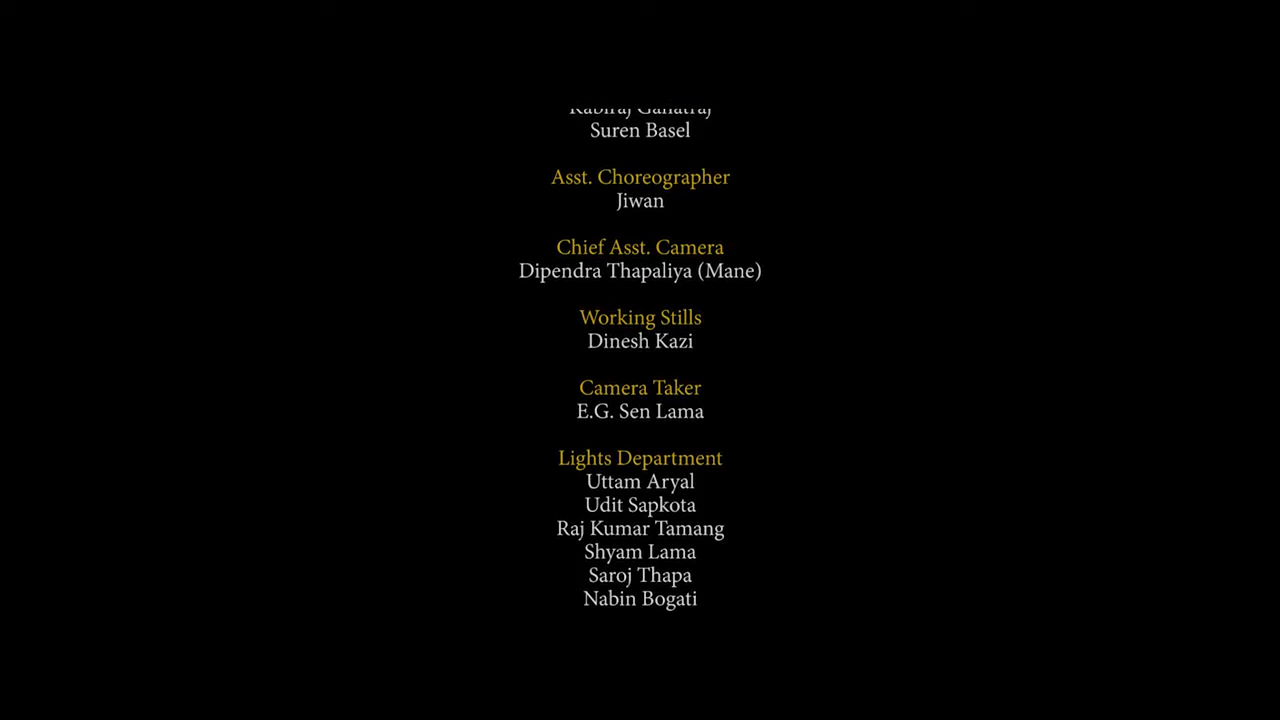 Suren Basel
Asst. Choreographer
Jiwan
Chief Asst. Camera
Dipendra Thapaliya (Mane)
Working Stills
Dinesh Kazi
Camera Taker
E.G. Sen Lama
Lights Department
Uttam Aryal
Udit Sapkota
Raj Kumar Tamang
Shyam Lama
Saroj Thapa
Nabin Bogati